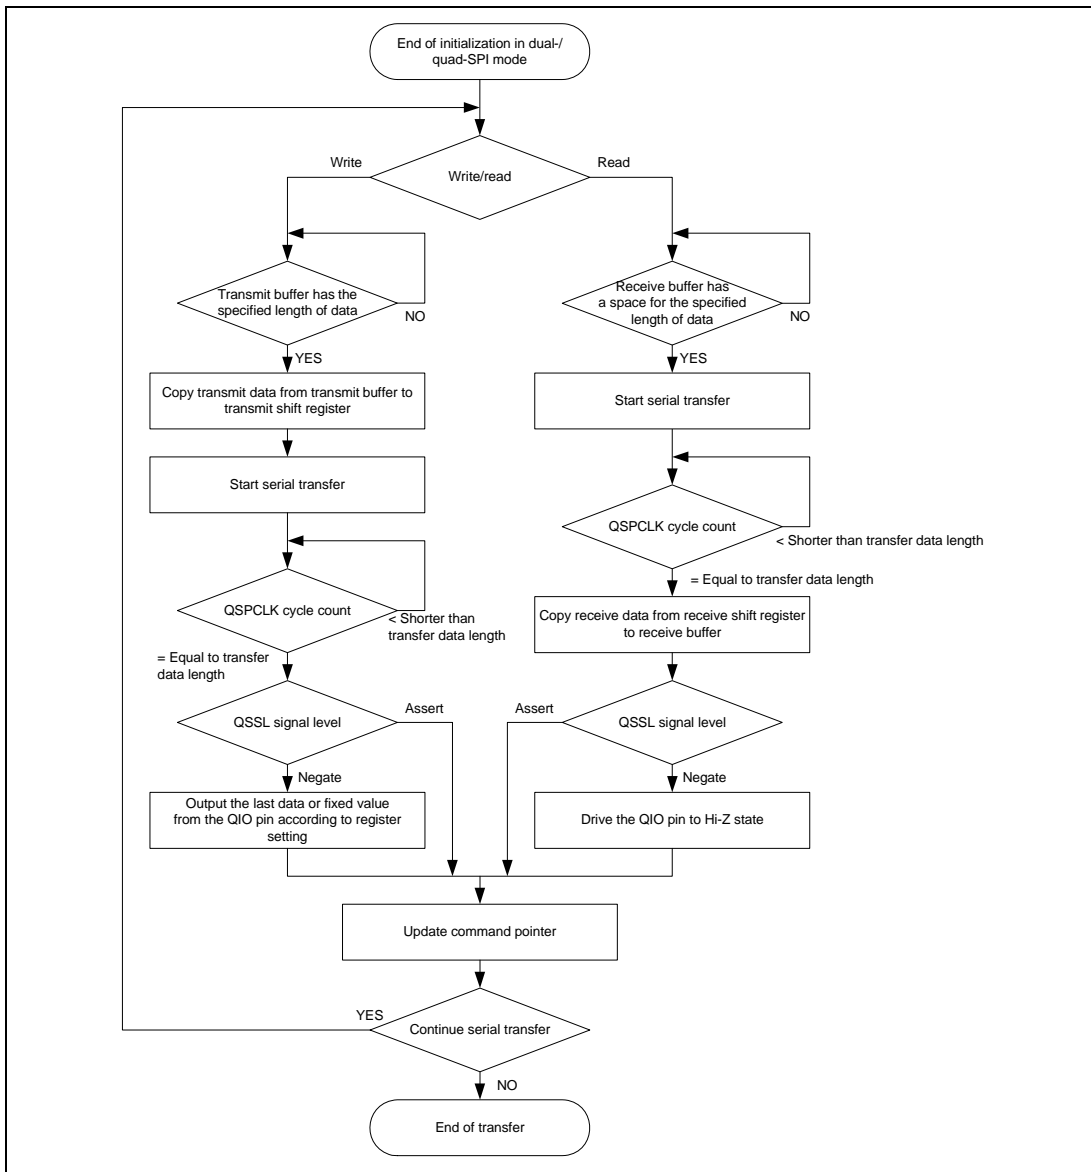 End of initialization in dual-/
quad-SPI mode
Write
Read
Write/read
Transmit buffer has the
specified length of data
NO
YES
Copy transmit data from transmit buffer to
transmit shift register
Start serial transfer
QSPCLK cycle count
< Shorter than
transfer data length
= Equal to transfer
data length
QSSL signal level
Assert
Negate
Output the last data or fixed value
from the QIO pin according to register
setting
Receive buffer has
a space for the specified
length of data
NO
YES
Start serial transfer
QSPCLK cycle count
< Shorter than transfer data length
= Equal to transfer data length
Copy receive data from receive shift register
to receive buffer
Assert
QSSL signal level
Negate
Drive the QIO pin to Hi-Z state
Update command pointer
YES
Continue serial transfer
NO
End of transfer